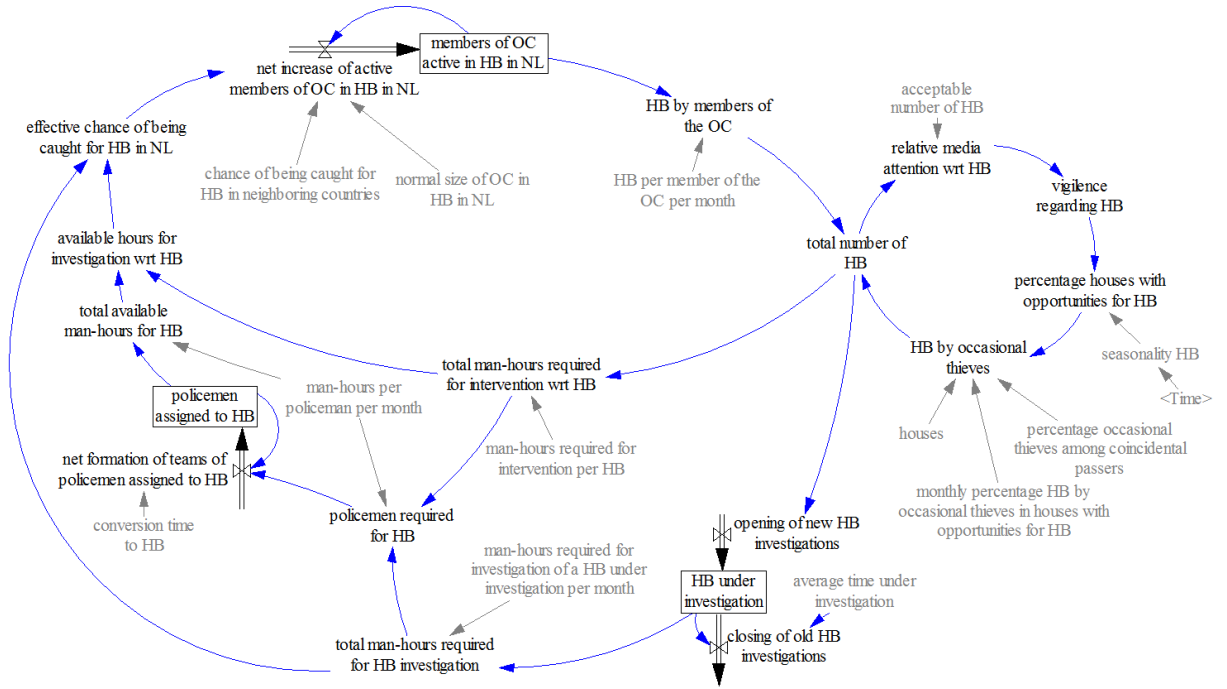 members of OC
active in HB in NL
net increase of active
members of OC in HB in NL
acceptable
number of HB
HB by members of
the OC
effective chance of being
caught for HB in NL
relative media
attention wrt HB
chance of being caught for
HB in neighboring countries
normal size of OC in
HB in NL
HB per member of the
OC per month
vigilence
regarding HB
available hours for
investigation wrt HB
total number of
HB
percentage houses with
opportunities for HB
total available
man-hours for HB
HB by occasional
thieves
seasonality HB
<Time>
total man-hours required
for intervention wrt HB
man-hours per
policeman per month
policemen
assigned to HB
houses
percentage occasional
thieves among coincidental
passers
man-hours required for
intervention per HB
net formation of teams of
policemen assigned to HB
monthly percentage HB by
occasional thieves in houses with
opportunities for HB
conversion time
to HB
policemen required
for HB
opening of new HB
investigations
man-hours required for
investigation of a HB under
investigation per month
HB under
investigation
average time under
investigation
total man-hours required
for HB investigation
closing of old HB
investigations